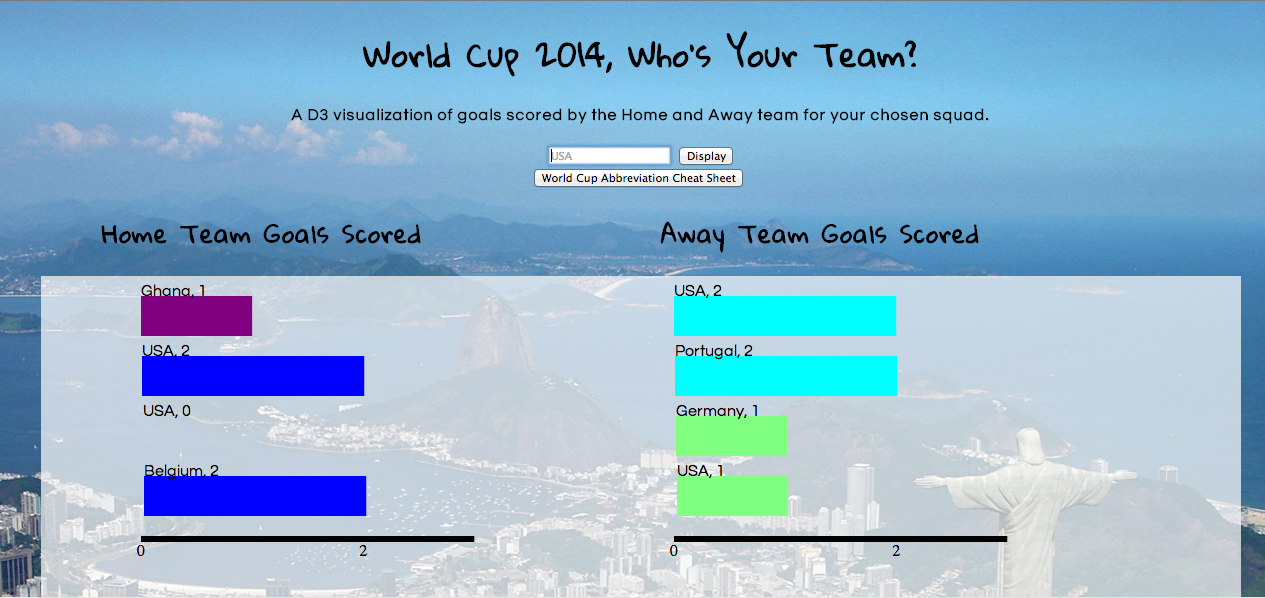 World Cup 2014, Who's Your Team?
A D3 visualization of goals scored by the Home and Away team for your chosen squad.
USA Display
World Cup Abbreviation Cheat Sheet
Home Team Goals Scored
Ghana, 1
USA, 2
USA, 0
Belgium, 2
0 2
Away Team Goals Scored
USA, 2
Portugal, 2
Germany, 1
USA, 1
0 2